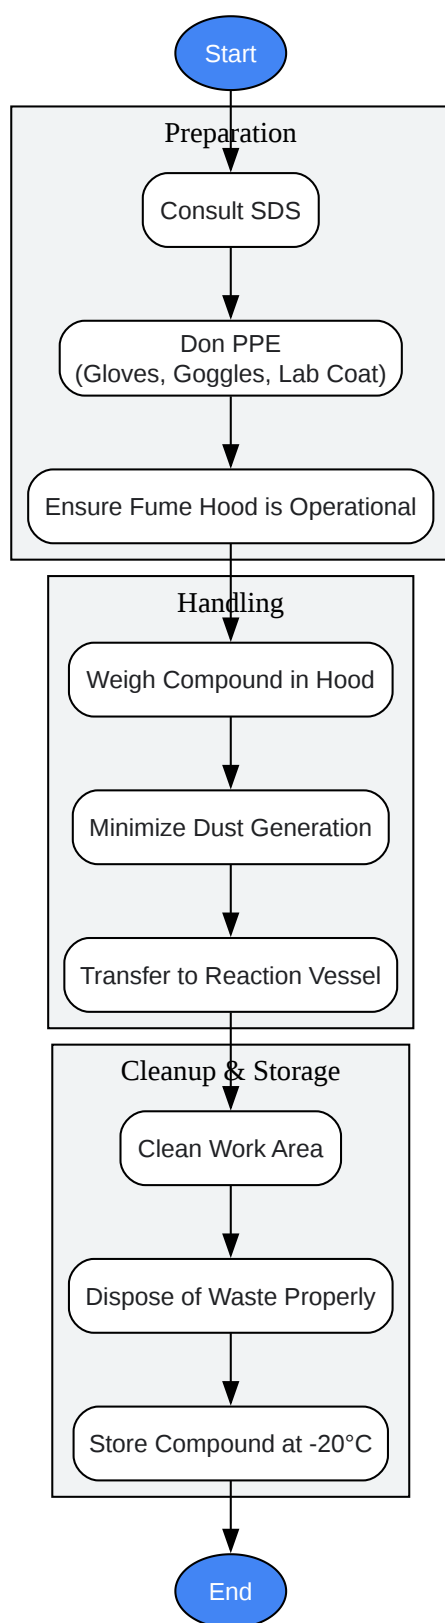 Start
Preparation
Consult SDS
Don PPE
(Gloves, Goggles, Lab Coat)
Ensure Fume Hood is Operational
Handling
Weigh Compound in Hood
Minimize Dust Generation
Transfer to Reaction Vessel
Cleanup & Storage
Clean Work Area
Dispose of Waste Properly
Store Compound at -20°C
End